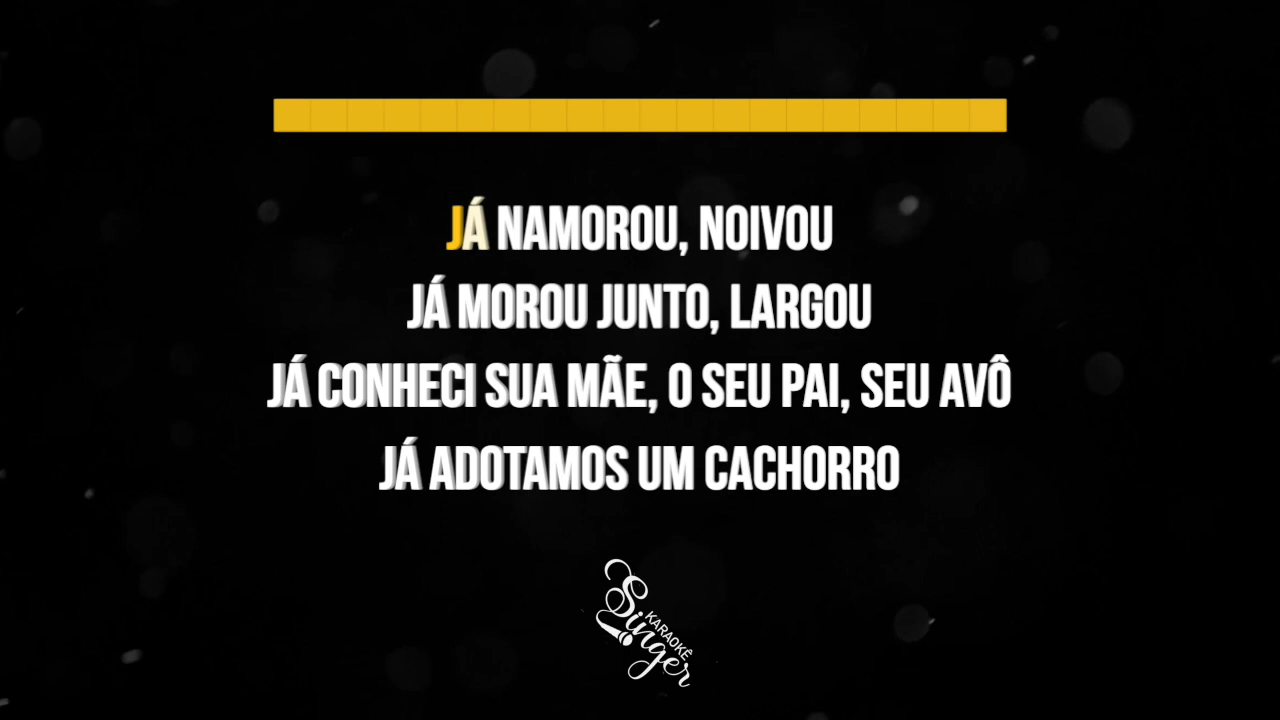 JÁ NAMOROU, NOIVOU
JÁ MOROU JUNTO, LARGOU
JÁ CONHECI SUA MÃE, O SEU PAI, SEU AVÔ
JÁ ADOTAMOS UM CACHORRO
KARAOKÊ
Singer